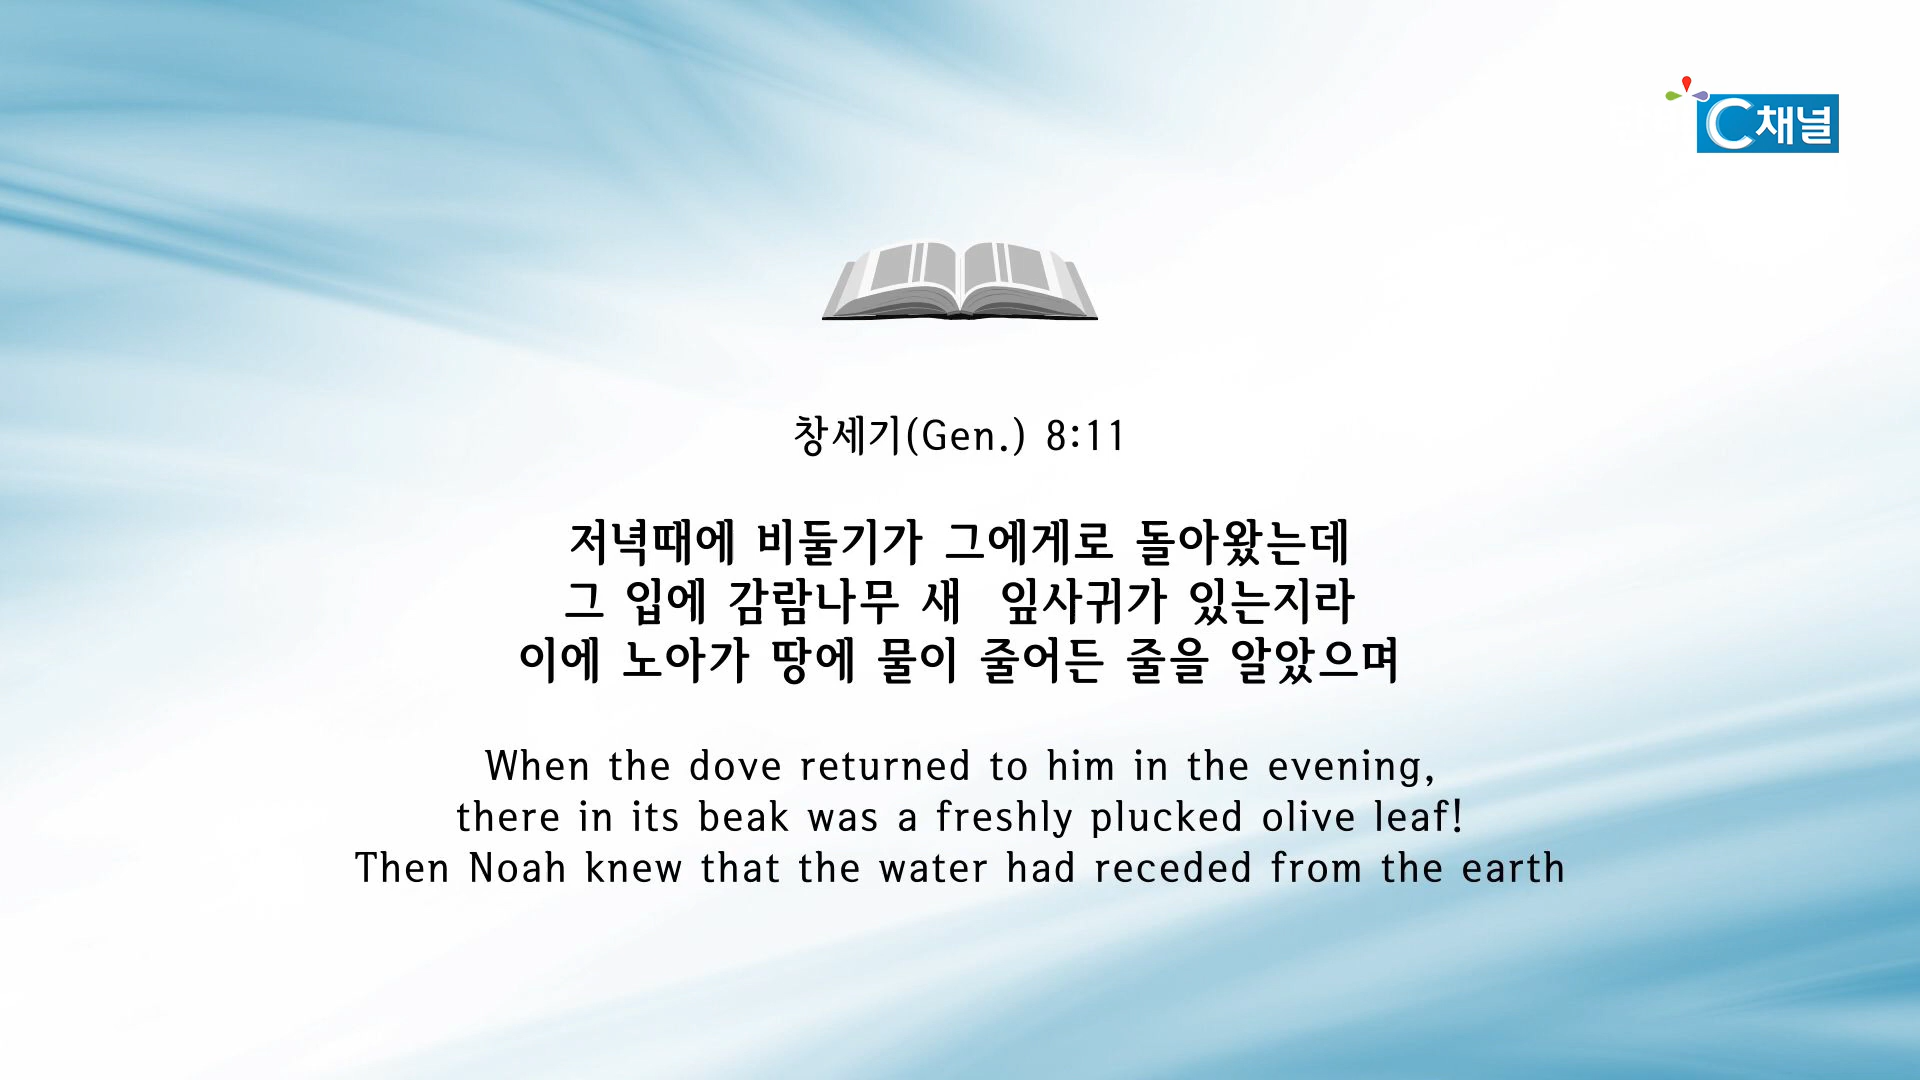 C채널
창세기(Gen.) 8:11
저녁때에 비둘기가 그에게로 돌아왔는데
그 입에 감람나무 새  잎사귀가 있는지라
이에 노아가 땅에 물이 줄어든 줄을 알았으며
When the dove returned to him in the evening,
there in its beak was a freshly plucked olive leaf!
Then Noah knew that the water had receded from the earth